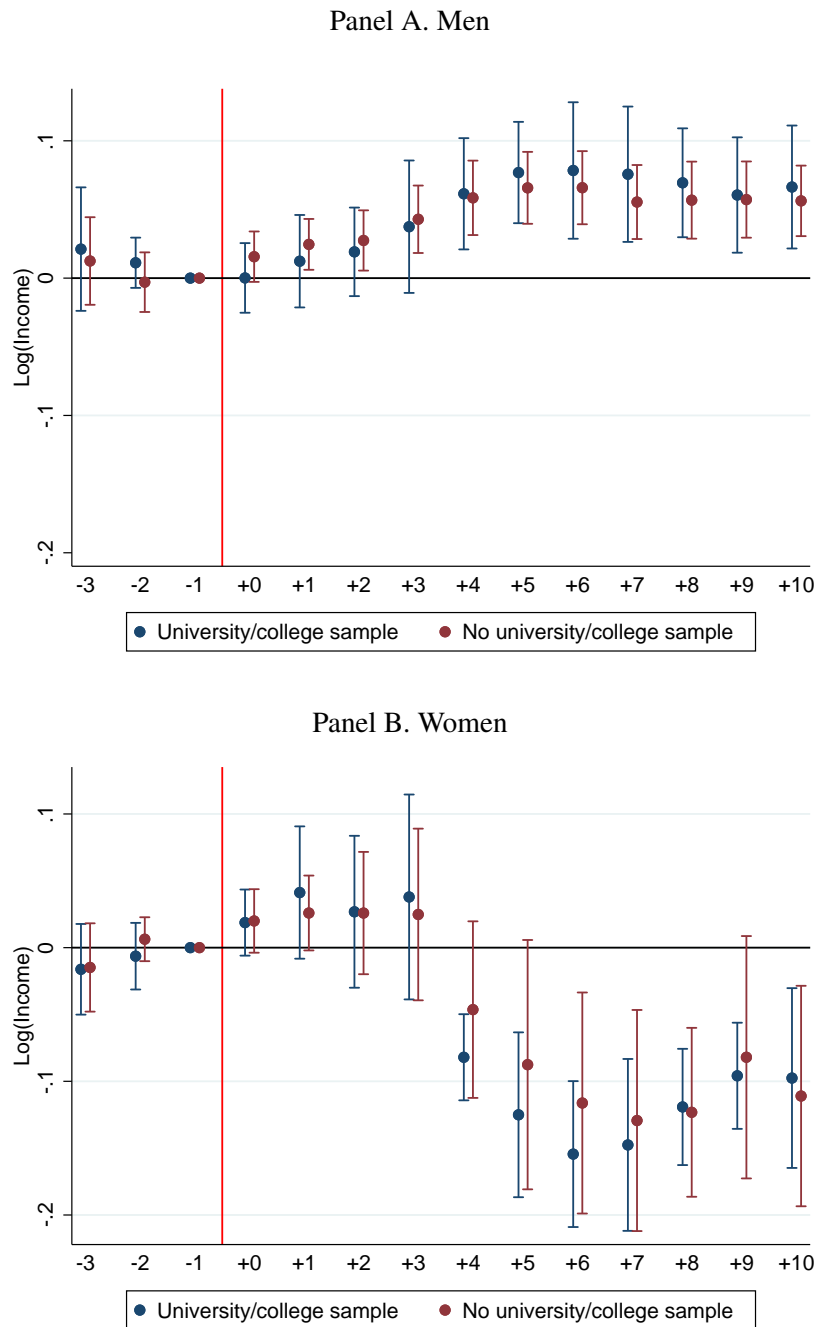 Panel A. Men
.1
0
-.1
-.2
Log(Income)
-3 -2 -1 +0 +1 +2 +3 +4 +5 +6 +7 +8 +9 +10
University/college sample No university/college sample
Panel B. Women
.1
0
-.1
-.2
Log(Income)
-3 -2 -1 +0 +1 +2 +3 +4 +5 +6 +7 +8 +9 +10
University/college sample No university/college sample